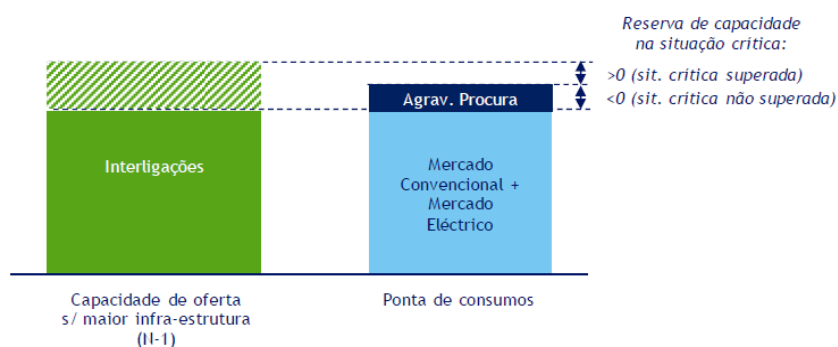 Reserva de capacidade
na situação critica:
>0 (sit. critica superada)
Agrav. Procura
<0 (sit. crítica não superada)
Interligações
Mercado
Convencional +
Mercado
Eléctrico
Capacidade de oferta
s/ maior infra-estrutura
(N-1)
Ponta de consumos